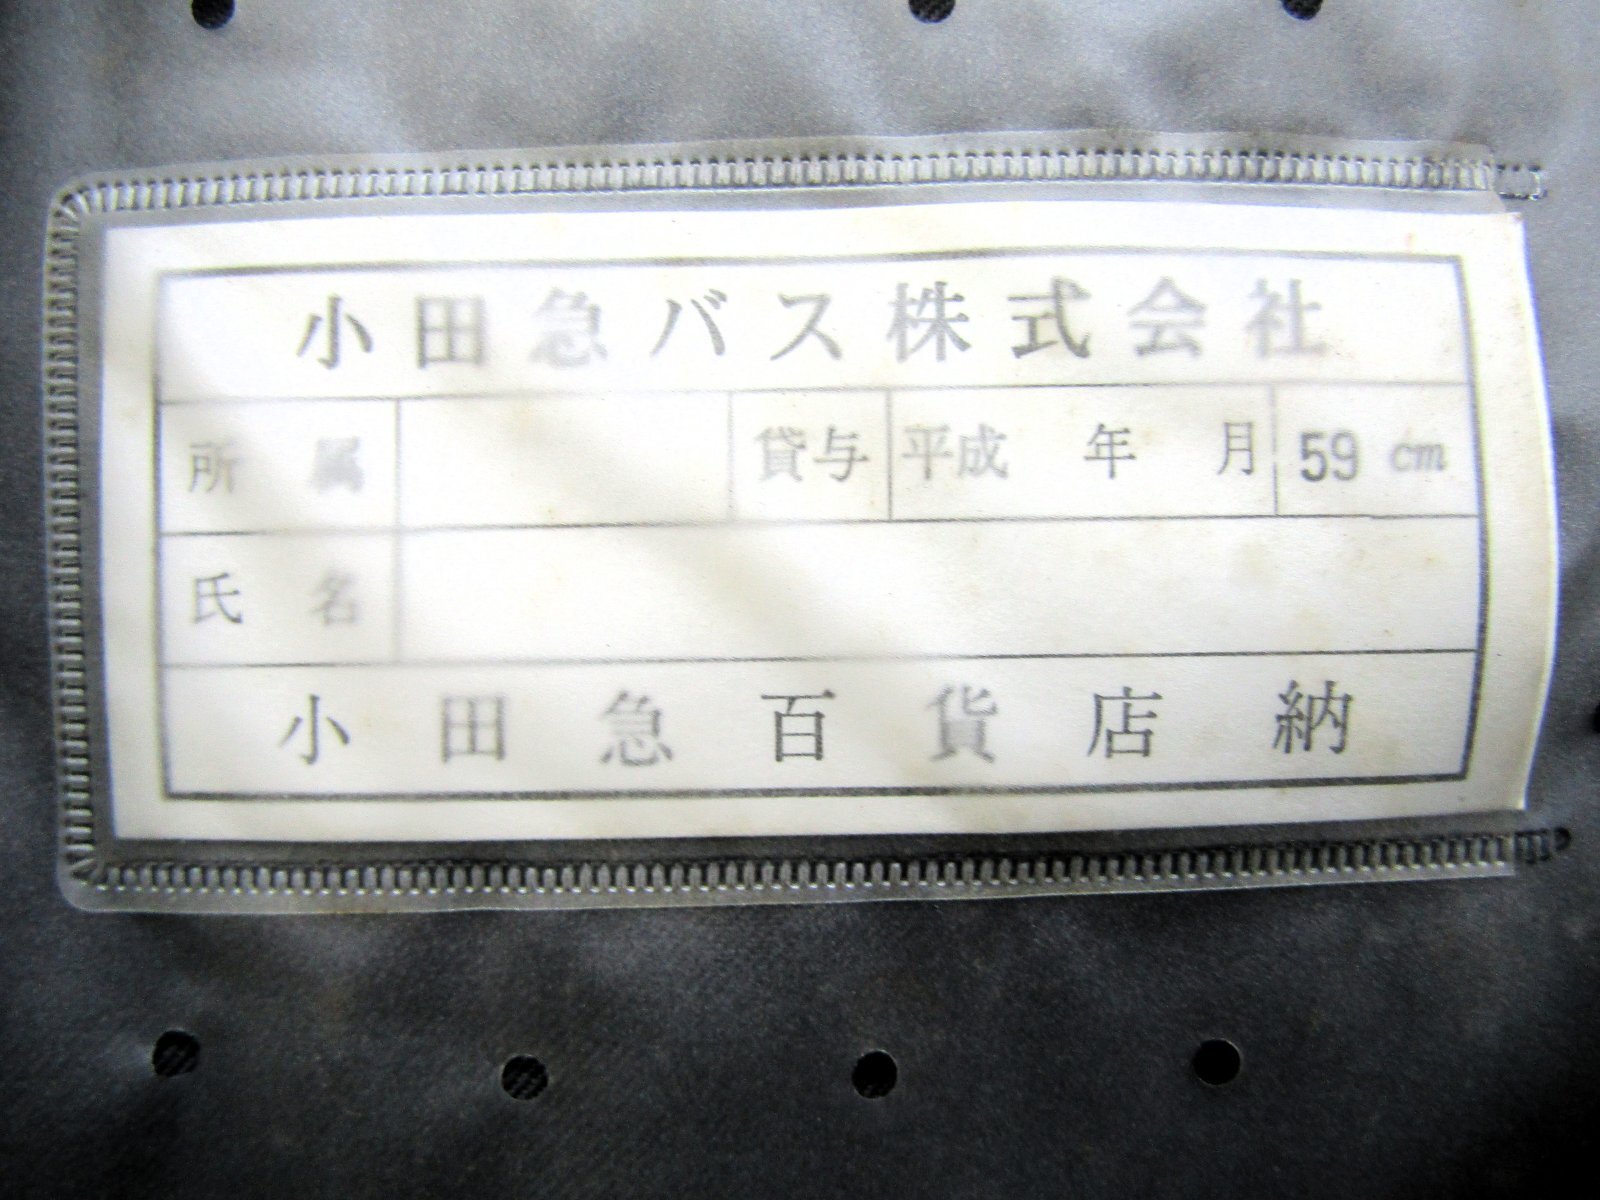 小田急バス株式会社
所属 貸与 平成 年 月 59 cm
氏名
小田急百貨店納